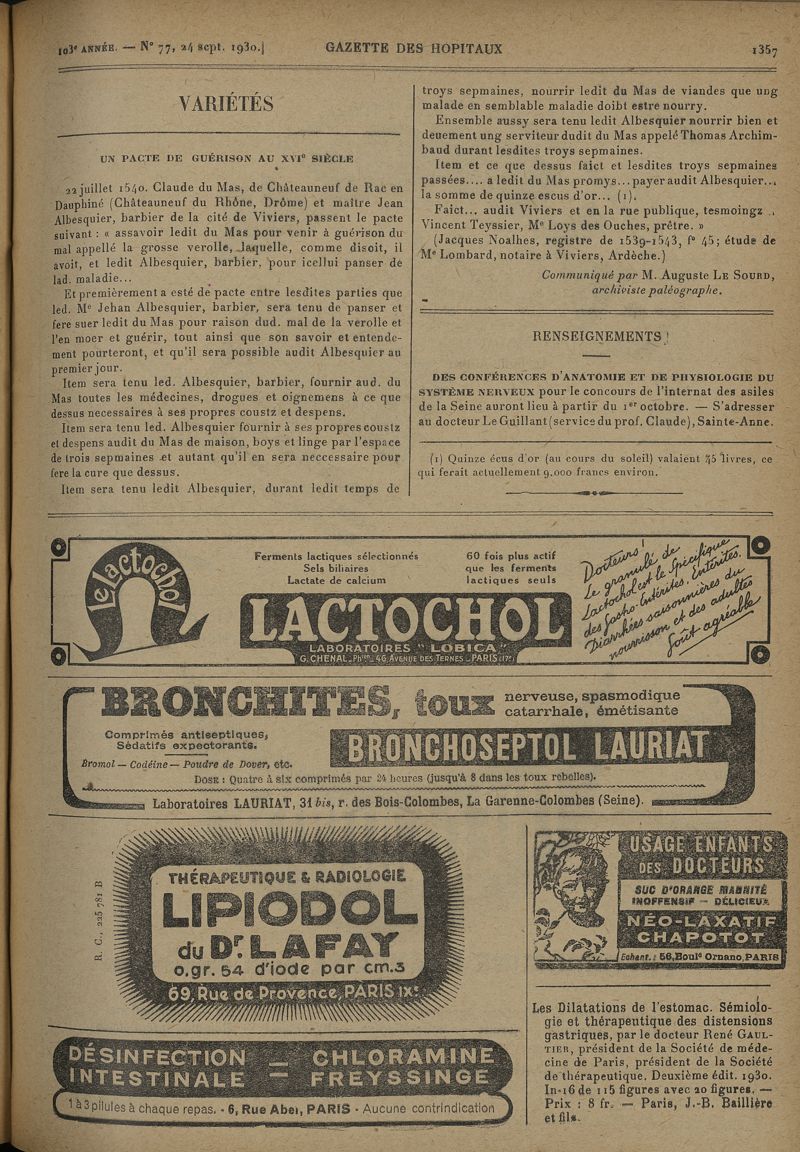 103e ANNÉE. — N° 77, 24 sept. 1930.]
GAZETTE DES HOPITAUX
1357
VARIÉTÉS
UN PACTE DE GUÉRISON AU XVIe SIÈCLE
22 juillet 1540. Claude du Mas, de Châteauneuf de Rac en
Dauphiné (Châteauneuf du Rhône, Drôme) et maître Jean
Albesquier, barbier de la cité de Viviers, passent le pacte
suivant : « assavoir ledit du Mas pour venir à guérison du
mal appellé la grosse verolle, laquelle, comme disoit, il
avoit, et ledit Albesquier, barbier, pour icellui panser de
lad. maladie...
Et premièrement a esté de pacte entre lesdites parties que
led. Me Jehan Albesquier, barbier, sera tenu de panser et
fere suer ledit du Mas pour raison dud. mal de la verolle et
l'en moer et guérir, tout ainsi que son savoir et entende-
ment pourteront, et qu'il sera possible audit Albesquier au
premier jour.
Item sera tenu led. Albesquier, barbier, fournir aud. du
Mas toutes les médecines, drogues et oignemens à ce que
dessus necessaires à ses propres coustz et despens.
Item sera tenu led. Albesquier fournir à ses propres coustz
et despens audit du Mas de maison, boys et linge par l'espace
de trois sepmaines et autant qu'il en sera neccessaire pour
fere la cure que dessus.
Item sera tenu ledit Albesquier, durant ledit temps de
troys sepmaines, nourrir ledit du Mas de viandes que ung
malade en semblable maladie doibt estre nourry.
Ensemble aussy sera tenu ledit Albesquier nourrir bien et
deuement ung serviteur dudit du Mas appelé Thomas Archim-
baud durant lesdites troys sepmaines.
Item et ce que dessus faict et lesdites troys sepmaines
passées.... a ledit du Mas promys... payer audit Albesquier...
la somme de quinze escus d'or... (1).
Faict... audit Viviers et en la rue publique, tesmoingz
Vincent Teyssier, Me Loys des Ouches, prêtre. »
(Jacques Noalhes, registre de 1539-1543, f° 45; étude de
Me Lombard, notaire à Viviers, Ardèche.)
Communiqué par M. Auguste LE SOURD,
archiviste paléographe.
RENSEIGNEMENTS
DES CONFÉRENCES D'ANATOMIE ET DE PHYSIOLOGIE DU
SYSTÈME NERVEUX pour le concours de l'internat des asiles
de la Seine auront lieu à partir du 1er octobre. — S'adresser
au docteur Le Guillant (service du prof. Claude), Sainte-Anne.
(1) Quinze écus d'or (au cours du soleil) valaient 45 livres, ce
qui ferait actuellement 9.000 francs environ.
Le Lactochol
Ferments lactiques sélectionnés
Sels biliaires
Lactate de calcium
60 fois plus actif
que les ferments
lactiques seuls
LACTOCHOL
LABORATOIRES "LOBICA"
G. CHENAL, Phien, 46 AVENUE DES TERNES, PARIS (17e)
Docteurs!
Le granulé de
Lactochol est le Spécifique
des Gastro-Entérites, Entérites.
Diarrhées saisonnières du
nourrisson et des adultes
Goût agréable
BRONCHITES, toux nerveuse, spasmodique
catarrhale, émétisante
Comprimés antiseptiques,
Sédatifs expectorants.
Bromol — Codéine — Poudre de Dover, etc.
BRONCHOSEPTOL LAURIAT
DOSE : Quatre à six comprimés par 24 heures (jusqu'à 8 dans les toux rebelles).
Laboratoires LAURIAT, 31 bis, r. des Bois-Colombes, La Garenne-Colombes (Seine).
R. C., 225 781 B
THÉRAPEUTIQUE & RADIOLOGIE
LIPIODOL
du Dr. LAFAY
0.gr. 54 d'iode par cm.3
69, Rue de Provence, PARIS IXe
DÉSINFECTION = CHLORAMINE
INTESTINALE = FREYSSINGE
1 à 3 pilules à chaque repas. - 6, Rue Abel, PARIS - Aucune contrindication
USAGE ENFANTS
DES DOCTEURS
SUC D'ORANGE MANNITÉ
INOFFENSIF — DÉLICIEUX
NÉO-LAXATIF
CHAPOTOT
Échant. : 56, Boulд Ornano, PARIS
Les Dilatations de l'estomac. Sémiolo-
gie et thérapeutique des distensions
gastriques, par le docteur René GAUL-
TIER, président de la Société de méde-
cine de Paris, président de la Société
de thérapeutique. Deuxième édit. 1930.
In-16 de 115 figures avec 20 figures. —
Prix : 8 fr. — Paris, J.-B. Baillière
et fils.